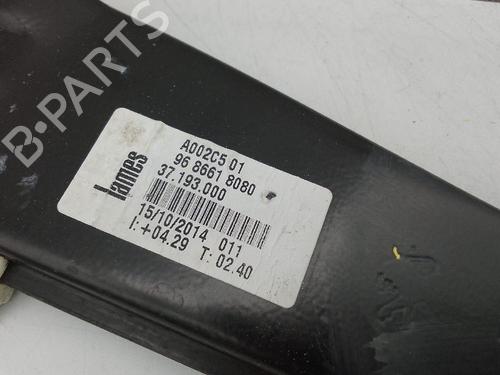 B-PARTS
lames
A002C5 01
96 8661 8080
37.193.000
15/10/2014 011
I:+04.29 T: 02.40